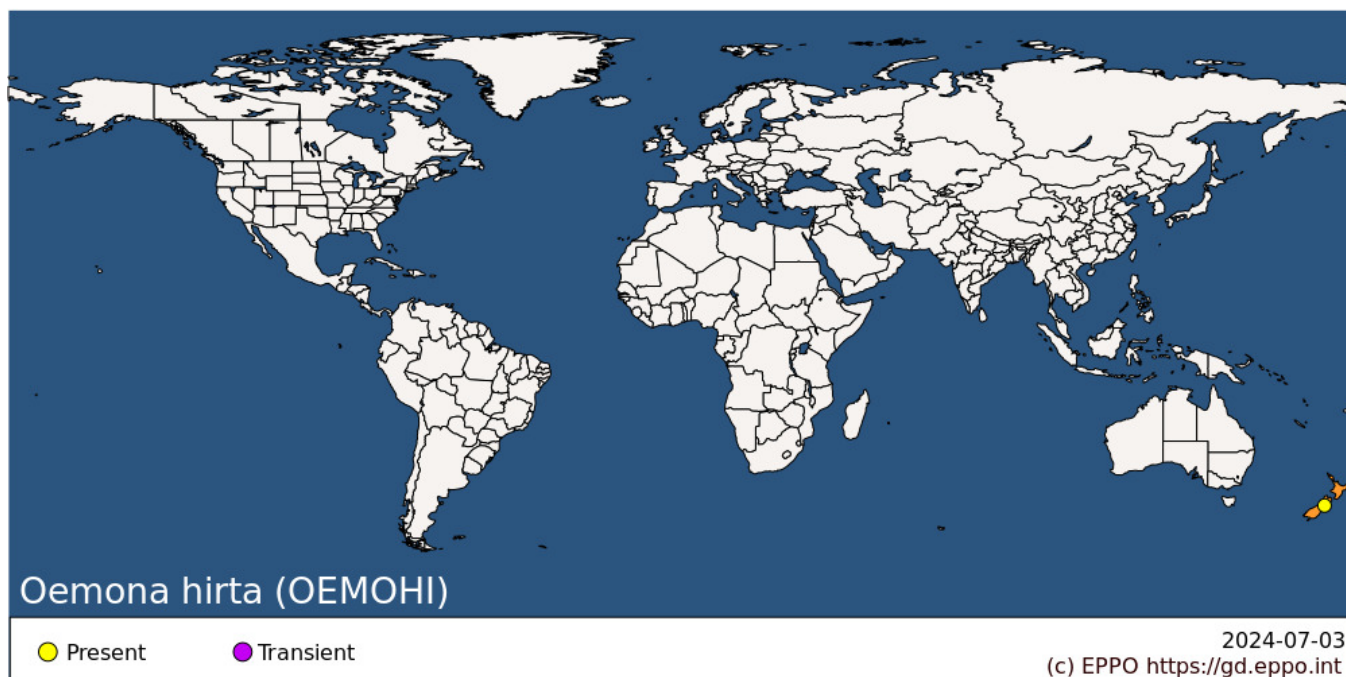 Oemona hirta (OEMOHI)
Present
Transient
2024-07-03
(c) EPPO https://gd.eppo.int